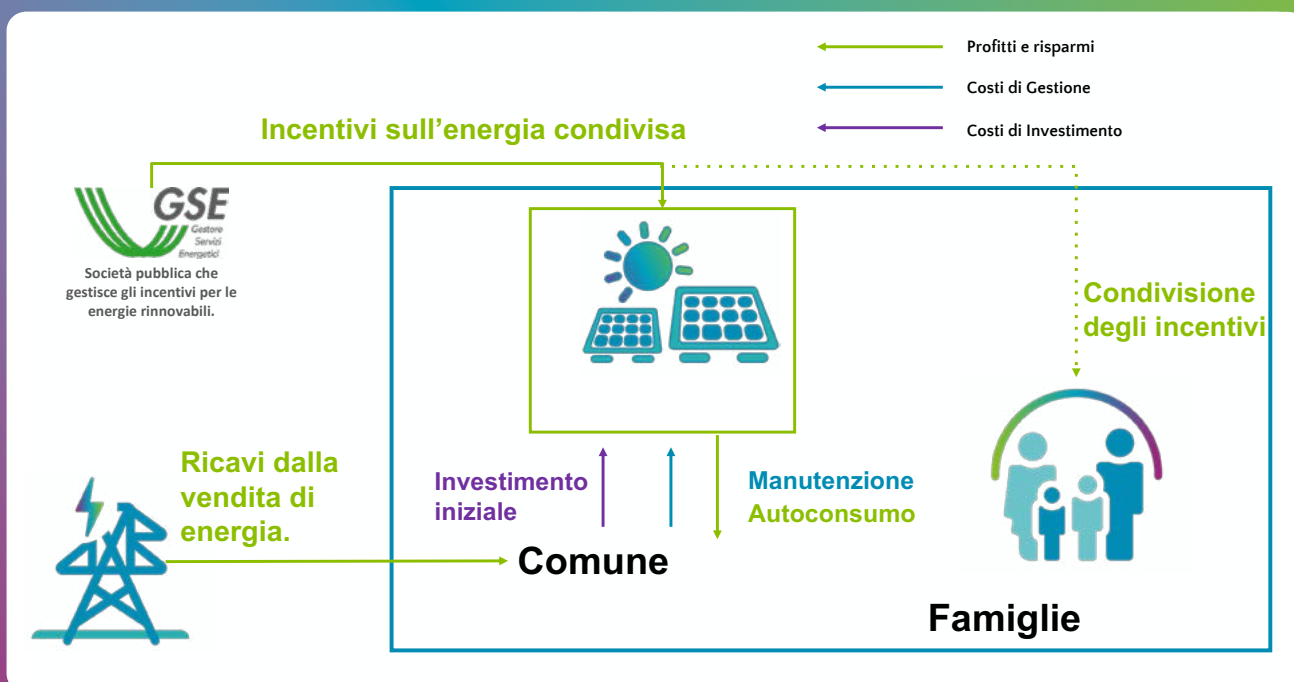 Profitti e risparmi
Costi di Gestione
Costi di Investimento
Incentivi sull'energia condivisa
GSE
Gestore
Servizi
Energetici
Società pubblica che
gestisce gli incentivi per le
energie rinnovabili.
Condivisione
degli incentivi
Ricavi dalla
vendita di
energia.
Investimento
iniziale
Manutenzione
Autoconsumo
Comune
Famiglie